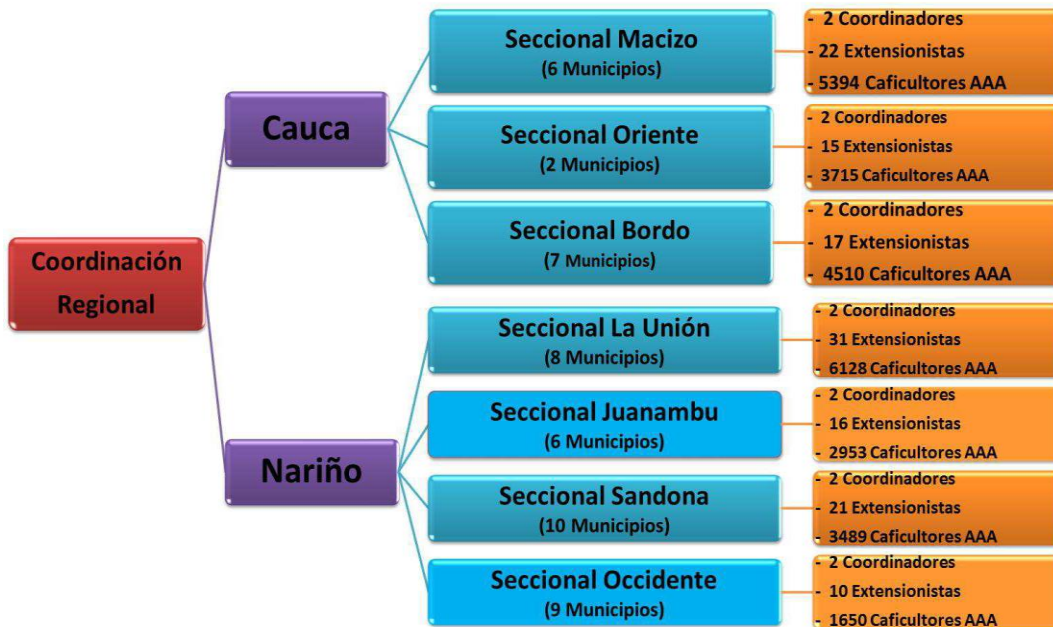 Coordinación
Regional
Cauca
Seccional Macizo
(6 Municipios)
- 2 Coordinadores
- 22 Extensionistas
- 5394 Caficultores AAA
Seccional Oriente
(2 Municipios)
- 2 Coordinadores
- 15 Extensionistas
- 3715 Caficultores AAA
Seccional Bordo
(7 Municipios)
- 2 Coordinadores
- 17 Extensionistas
- 4510 Caficultores AAA
Nariño
Seccional La Unión
(8 Municipios)
- 2 Coordinadores
- 31 Extensionistas
- 6128 Caficultores AAA
Seccional Juanambu
(6 Municipios)
- 2 Coordinadores
- 16 Extensionistas
- 2953 Caficultores AAA
Seccional Sandona
(10 Municipios)
- 2 Coordinadores
- 21 Extensionistas
- 3489 Caficultores AAA
Seccional Occidente
(9 Municipios)
- 2 Coordinadores
- 10 Extensionistas
- 1650 Caficultores AAA